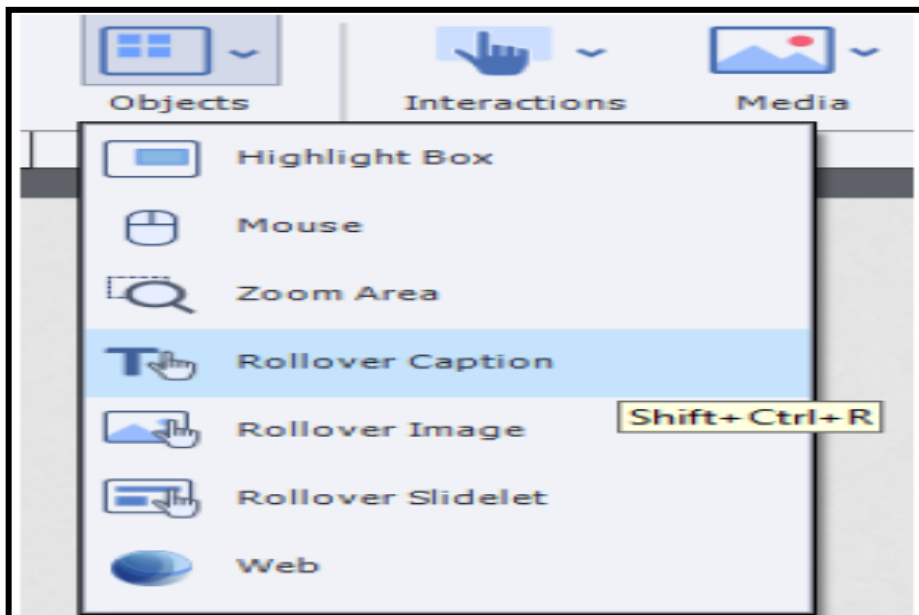 Objects Interactions Media
Highlight Box
Mouse
Zoom Area
Rollover Caption
Shift+Ctrl+R
Rollover Image
Rollover Slidelet
Web